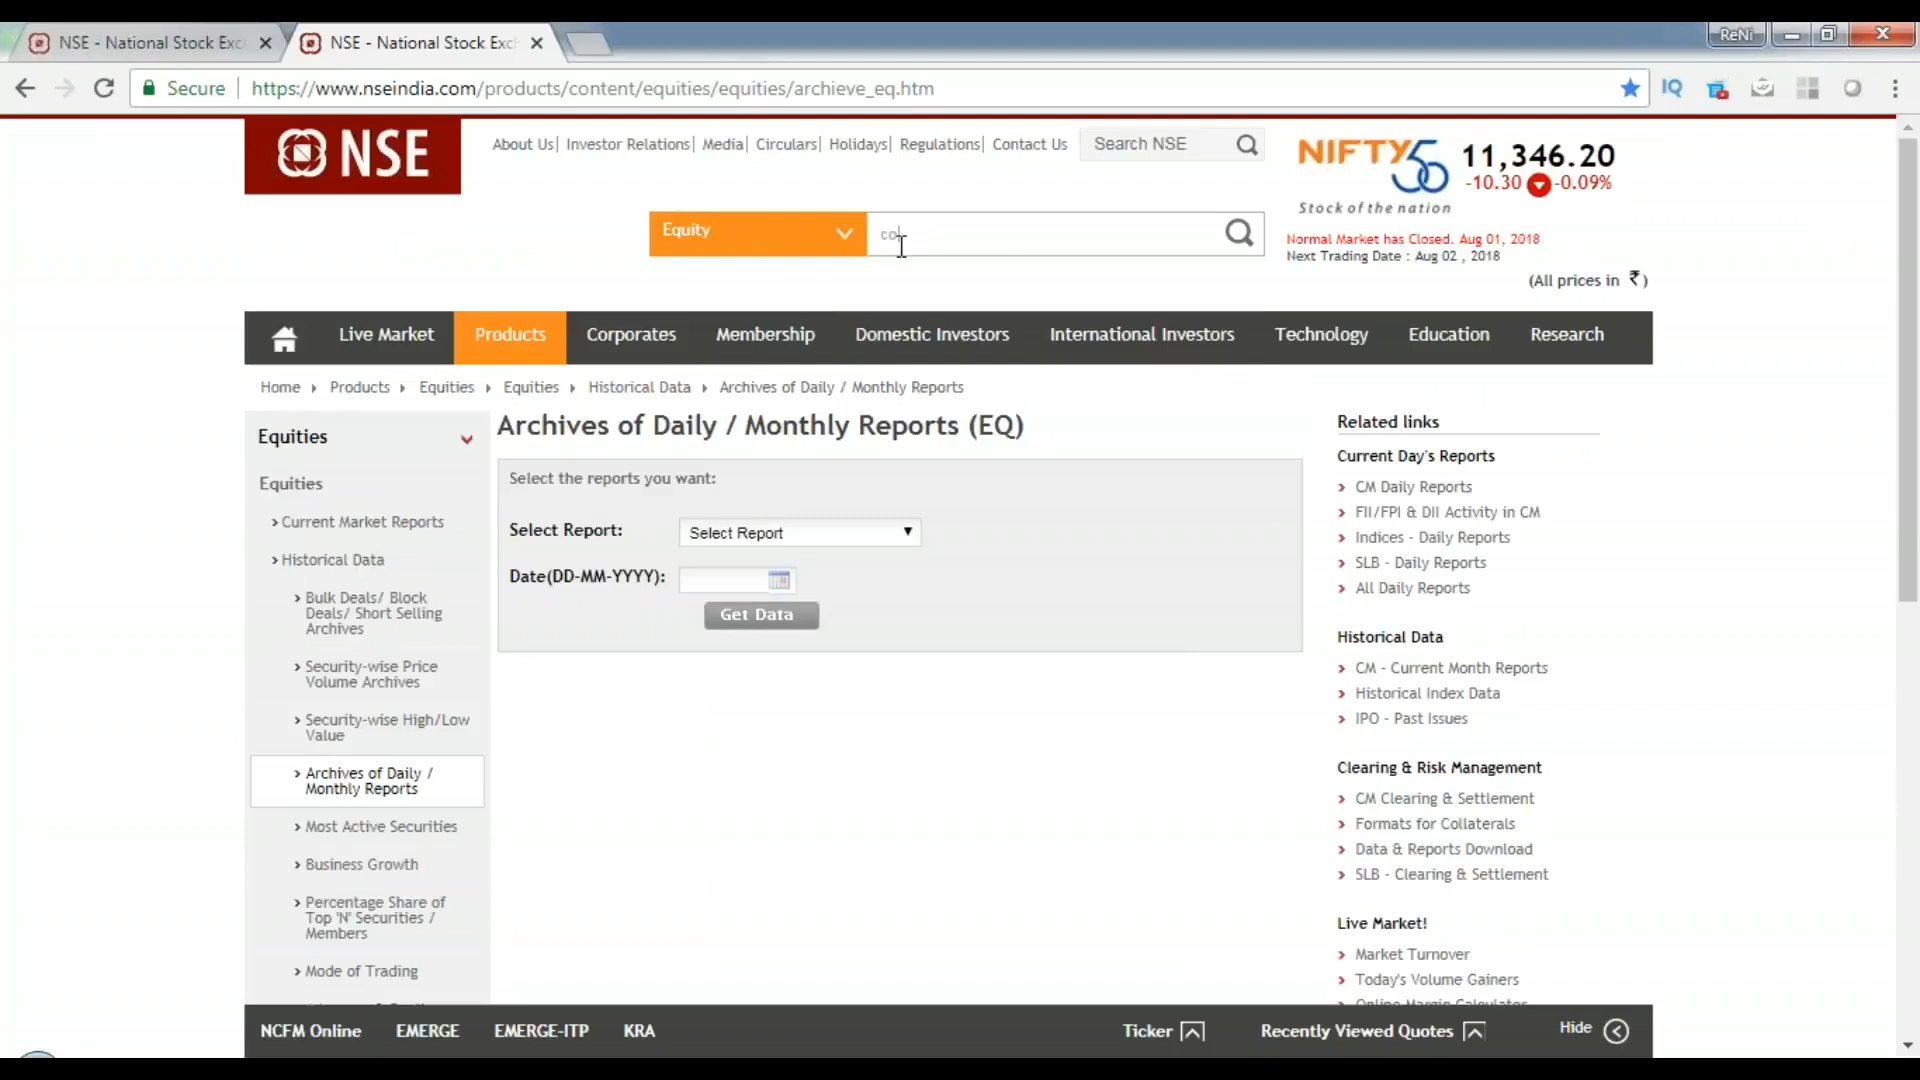 NSE - National Stock Exc
NSE - National Stock Exc
ReNi
Secure
https://www.nseindia.com/products/content/equities/equities/archieve_eq.htm
IQ
NSE
About Us| Investor Relations| Media| Circulars| Holidays| Regulations| Contact Us
Search NSE
NIFTY50
11,346.20
-10.30 -0.09%
Stock of the nation
Equity
co
Normal Market has Closed. Aug 01, 2018
Next Trading Date : Aug 02 , 2018
(All prices in ₹)
Live Market
Products
Corporates
Membership
Domestic Investors
International Investors
Technology
Education
Research
Home
Products
Equities
Equities
Historical Data
Archives of Daily / Monthly Reports
Equities
Equities
Current Market Reports
Historical Data
Bulk Deals/ Block
Deals/ Short Selling
Archives
Security-wise Price
Volume Archives
Security-wise High/Low
Value
Archives of Daily /
Monthly Reports
Most Active Securities
Business Growth
Percentage Share of
Top 'N' Securities /
Members
Mode of Trading
Archives of Daily / Monthly Reports (EQ)
Select the reports you want:
Select Report:
Select Report
Date(DD-MM-YYYY):
Get Data
Related links
Current Day's Reports
CM Daily Reports
FII/FPI & DII Activity in CM
Indices - Daily Reports
SLB - Daily Reports
All Daily Reports
Historical Data
CM - Current Month Reports
Historical Index Data
IPO - Past Issues
Clearing & Risk Management
CM Clearing & Settlement
Formats for Collaterals
Data & Reports Download
SLB - Clearing & Settlement
Live Market!
Market Turnover
Today's Volume Gainers
Online Margin Calculator
NCFM Online
EMERGE
EMERGE-ITP
KRA
Ticker
Recently Viewed Quotes
Hide